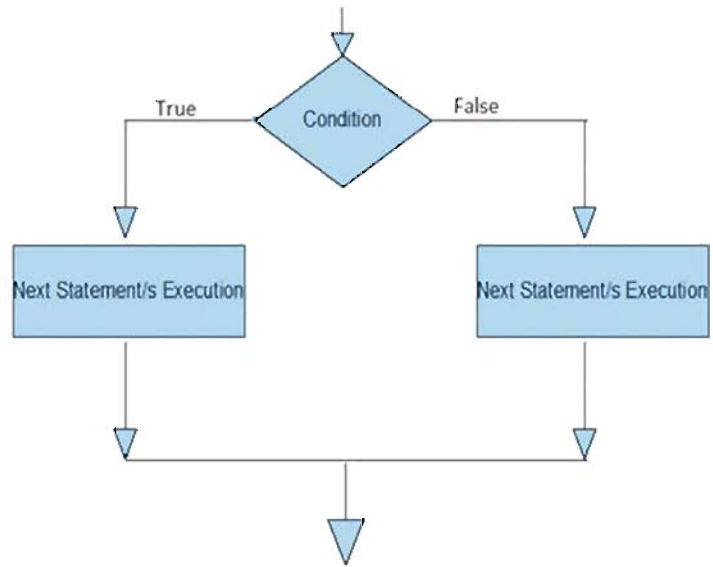 Condition
True
False
Next Statement/s Execution
Next Statement/s Execution